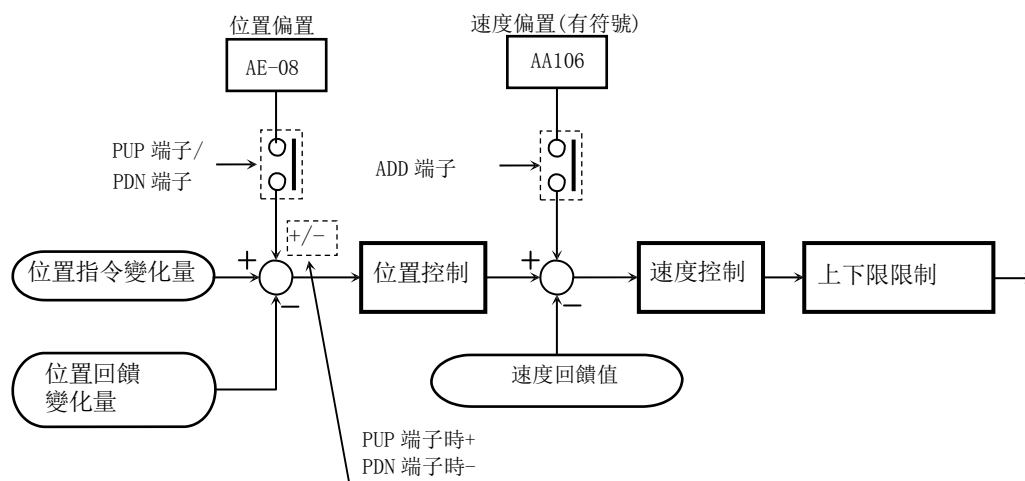 位置偏置
速度偏置(有符號)
AE-08
AA106
PUP 端子/
PDN 端子
ADD 端子
+/-
+
+
位置指令變化量
位置控制
速度控制
上下限限制
−
−
位置回饋
變化量
速度回饋值
PUP 端子時+
PDN 端子時-